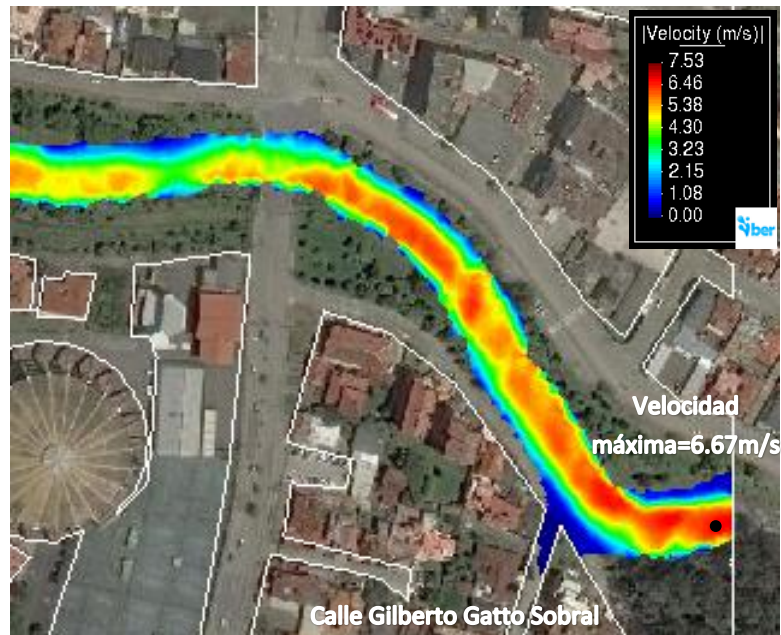 |Velocity (m/s)|
7.53
6.46
5.38
4.30
3.23
2.15
1.08
0.00
iber
Velocidad
máxima=6.67m/s
Calle Gilberto Gatto Sobral